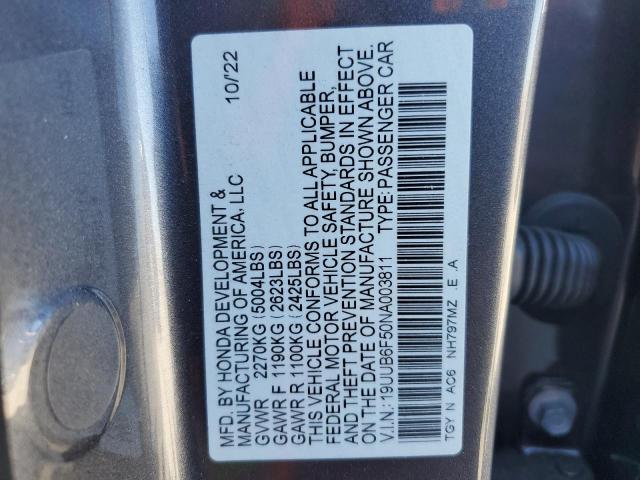 MFD. BY HONDA DEVELOPMENT & 10/'22
MANUFACTURING OF AMERICA, LLC
GVWR 2270KG (5004LBS)
GAWR F 1190KG (2623LBS)
GAWR R 1100KG (2425LBS)
THIS VEHICLE CONFORMS TO ALL APPLICABLE
FEDERAL MOTOR VEHICLE SAFETY, BUMPER,
AND THEFT PREVENTION STANDARDS IN EFFECT
ON THE DATE OF MANUFACTURE SHOWN ABOVE.
V.I.N.: 19UUB6F50NA003811 TYPE: PASSENGER CAR
TGY N AC6 NH797MZ .E .A